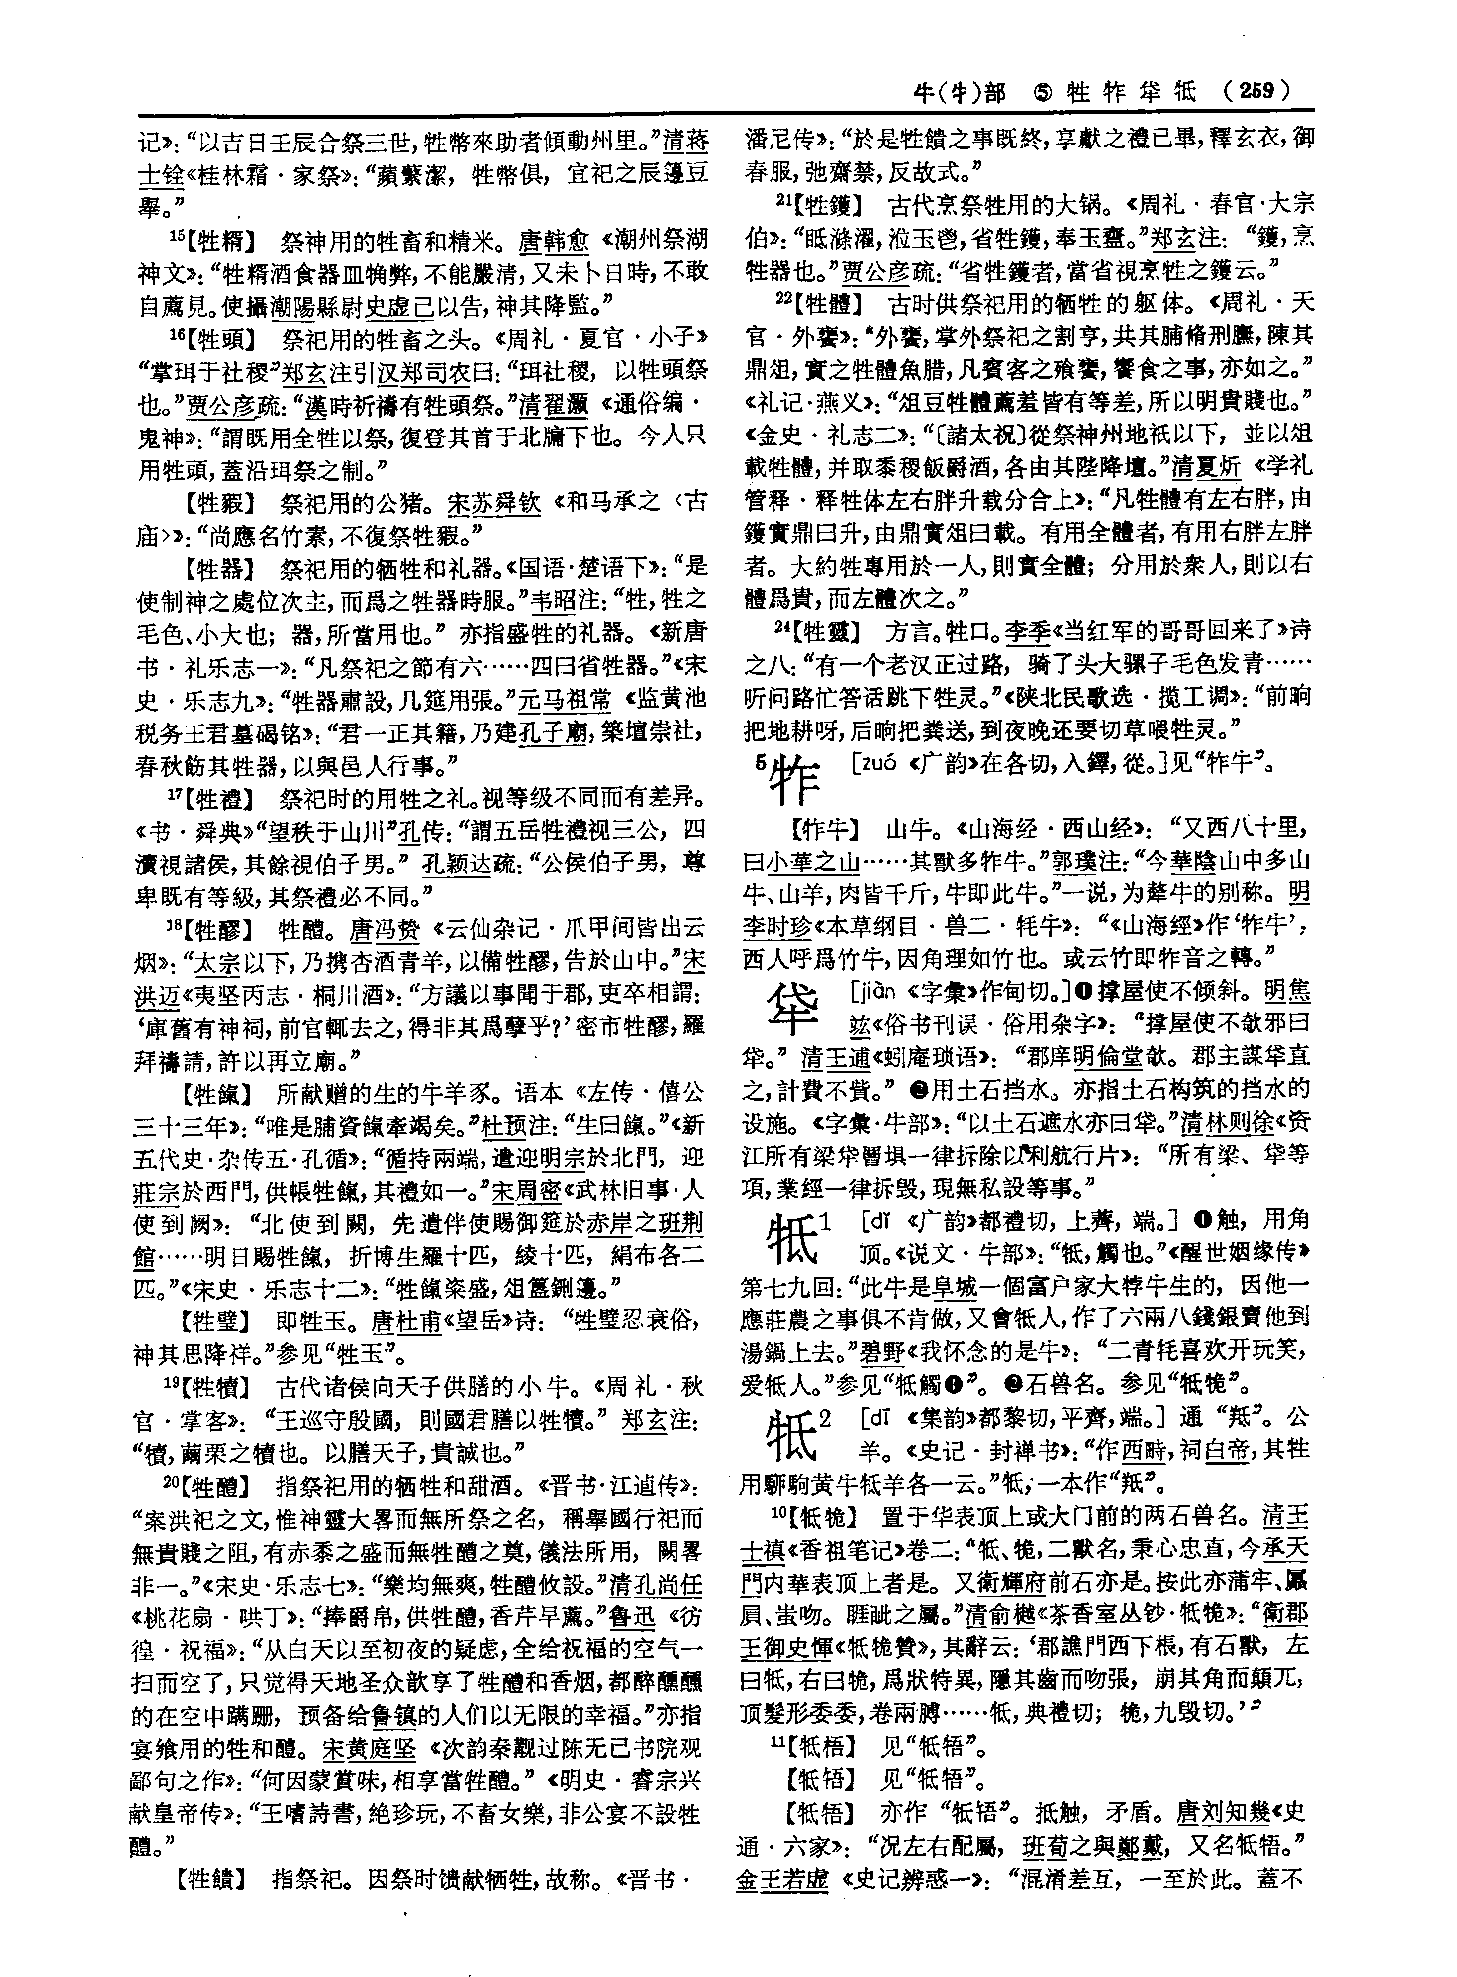 牛(牜)部 ⑤ 牲 牸 牮 牴 (259)
记》：“以吉日壬辰合祭三世，牲幣來助者傾動州里。”清蒋
士铨《桂林霜·家祭》：“蘋蘩潔，牲幣俱，宜祀之辰籩豆
舉。”
15【牲糈】 祭神用的牲畜和精米。唐韩愈《潮州祭湖
神文》：“牲糈酒食器皿觕弊，不能嚴清，又未卜日時，不敢
自薦見。使攝潮陽縣尉史虚己以告，神其降監。”
16【牲頭】 祭祀用的牲畜之头。《周礼·夏官·小子》
“掌珥于社稷”郑玄注引汉郑司农曰：“珥社稷，以牲頭祭
也。”贾公彦疏：“漢時祈禱有牲頭祭。”清翟灝《通俗编·
鬼神》：“謂既用全牲以祭，復登其首于北牖下也。今人只
用牲頭，蓋沿珥祭之制。”
【牲豭】 祭祀用的公猪。宋苏舜钦《和马承之〈古
庙〉》：“尚應名竹素，不復祭牲豭。”
【牲器】 祭祀用的牺牲和礼器。《国语·楚语下》：“是
使制神之處位次主，而爲之牲器時服。”韦昭注：“牲，牲之
毛色、小大也；器，所當用也。”亦指盛牲的礼器。《新唐
书·礼乐志一》：“凡祭祀之節有六……四曰省牲器。”《宋
史·乐志九》：“牲器肅設，几筵用張。”元马祖常《监黄池
税务王君墓碣铭》：“君一正其籍，乃建孔子廟，築壇崇社，
春秋飭其牲器，以與邑人行事。”
17【牲禮】 祭祀时的用牲之礼。视等级不同而有差异。
《书·舜典》“望秩于山川”孔传：“謂五岳牲禮视三公，四
瀆視諸侯，其餘視伯子男。”孔颖达疏：“公侯伯子男，尊
卑既有等級，其祭禮必不同。”
18【牲醪】 牲醴。唐冯贽《云仙杂记·爪甲间皆出云
烟》：“太宗以下，乃携杏酒青羊，以備牲醪，告於山中。”宋
洪迈《夷坚丙志·桐川酒》：“方議以事聞于郡，吏卒相謂：
‘庫舊有神祠，前官輒去之，得非其爲孽乎？’密市牲醪，羅
拜禱請，許以再立廟。”
【牲餼】 所献赠的生的牛羊豕。语本《左传·僖公
三十三年》：“唯是脯資餼牽竭矣。”杜预注：“生曰餼。”《新
五代史·杂传五·孔循》：“循持兩端，遣迎明宗於北門，迎
莊宗於西門，供帳牲餼，其禮如一。”宋周密《武林旧事·人
使到阙》：“北使到闕，先遣伴使賜御筵於赤岸之班荆
館……明日賜牲餼，折博生羅十匹，綾十匹，絹布各二
匹。”《宋史·乐志十二》：“牲餼粢盛，俎簋鉶籩。”
【牲璧】 即牲玉。唐杜甫《望岳》诗：“牲璧忍衰俗，
神其思降祥。”参见“牲玉”。
19【牲犢】 古代诸侯向天子供膳的小牛。《周礼·秋
官·掌客》：“王巡守殷國，則國君膳以牲犢。”郑玄注：
“犢，繭栗之犢也。以膳天子，貴誠也。”
20【牲醴】 指祭祀用的牺牲和甜酒。《晋书·江逌传》：
“案洪祀之文，惟神靈大畧而無所祭之名，稱舉國行祀而
無貴賤之阻，有赤黍之盛而無牲醴之奠，儀法所用，闕畧
非一。”《宋史·乐志七》：“樂均無爽，牲醴攸設。”清孔尚任
《桃花扇·哄丁》：“捧爵帛，供牲醴，香芹早薦。”鲁迅《彷
徨·祝福》：“从白天以至初夜的疑虑，全给祝福的空气一
扫而空了，只觉得天地圣众歆享了牲醴和香烟，都醉醺醺
的在空中蹒跚，预备给鲁镇的人们以无限的幸福。”亦指
宴飨用的牲和醴。宋黄庭坚《次韵秦觏过陈无已书院观
鄙句之作》：“何因蒙賞味，相享當牲醴。”《明史·睿宗兴
献皇帝传》：“王嗜詩書，絶珍玩，不畜女樂，非公宴不設牲
醴。”
【牲饋】 指祭祀。因祭时馈献牺牲，故称。《晋书·
潘尼传》：“於是牲饋之事既終，享獻之禮已畢，釋玄衣，御
春服，弛齋禁，反故式。”
21【牲鑊】 古代烹祭牲用的大锅。《周礼·春官·大宗
伯》：“眡滌濯，涖玉鬯，省牲鑊，奉玉齍。”郑玄注：“鑊，烹
牲器也。”贾公彦疏：“省牲鑊者，當省視烹牲之鑊云。”
22【牲體】 古时供祭祀用的牺牲的躯体。《周礼·天
官·外饔》：“外饔，掌外祭祀之割亨，共其脯脩刑膴，陳其
鼎俎，實之牲體魚腊，凡賓客之飱饔，饗食之事，亦如之。”
《礼记·燕义》：“俎豆牲體薦羞皆有等差，所以明貴賤也。”
《金史·礼志二》：“〔諸太祝〕從祭神州地祇以下，並以俎
載牲體，并取黍稷飯爵酒，各由其陛降壇。”清夏炘《学礼
管释·释牲体左右胖升载分合上》：“凡牲體有左右胖，由
鑊實鼎曰升，由鼎實俎曰載。有用全體者，有用右胖左胖
者。大約牲專用於一人，則實全體；分用於衆人，則以右
體爲貴，而左體次之。”
24【牲靈】 方言。牲口。李季《当红军的哥哥回来了》诗
之八：“有一个老汉正过路，骑了头大骡子毛色发青……
听问路忙答话跳下牲灵。”《陕北民歌选·揽工调》：“前晌
把地耕呀，后晌把粪送，到夜晚还要切草喂牲灵。”
5 㸲 [zuó 《广韵》在各切，入鐸，從。]见“㸲牛”。
【㸲牛】 山牛。《山海经·西山经》：“又西八十里，
曰小華之山……其獸多㸲牛。”郭璞注：“今華陰山中多山
牛、山羊，肉皆千斤，牛即此牛。”一说，为犛牛的别称。明
李时珍《本草纲目·兽二·牦牛》：“《山海經》作‘㸲牛’，
西人呼爲竹牛，因角理如竹也。或云竹即㸲音之轉。”
牮 [jiàn 《字彙》作甸切。]❶撑屋使不倾斜。明焦
竑《俗书刊误·俗用杂字》：“撑屋使不欹邪曰
牮。”清王逋《蚓庵琐语》：“郡庠明倫堂欹。郡主謀牮直
之，計費不貲。”❷用土石挡水。亦指土石构筑的挡水的
设施。《字彙·牛部》：“以土石遮水亦曰牮。”清林则徐《资
江所有梁牮罾埧一律拆除以利航行片》：“所有梁、牮等
項，業經一律拆毁，現無私設等事。”
牴1 [dǐ 《广韵》都禮切，上薺，端。]❶触，用角
顶。《说文·牛部》：“牴，觸也。”《醒世姻缘传》
第七九回：“此牛是阜城一個富户家大犉牛生的，因他一
應莊農之事俱不肯做，又會牴人，作了六兩八錢銀賣他到
湯鍋上去。”碧野《我怀念的是牛》：“二青牦喜欢开玩笑，
爱牴人。”参见“牴觸❶”。❷石兽名。参见“牴㸵”。
牴2 [dī 《集韵》都黎切，平齊，端。] 通“羝”。公
羊。《史记·封禅书》：“作西畤，祠白帝，其牲
用騮駒黃牛牴羊各一云。”牴，一本作“羝”。
10【牴㸵】 置于华表顶上或大门前的两石兽名。清王
士禛《香祖笔记》卷二：“牴、㸵，二獸名，秉心忠直，今承天
門内華表顶上者是。又衛輝府前石亦是。按此亦蒲牢、屭
屓、蚩吻。睚眦之屬。”清俞樾《茶香室丛钞·牴㸵》：“衛郡
王御史惲《牴㸵贊》，其辭云：‘郡譙門西下棖，有石獸，左
曰牴，右曰㸵，爲狀特異，隱其齒而吻張，崩其角而顛兀，
頂髮形委委，卷兩膊……牴，典禮切；㸵，九毁切。’”
11【牴梧】 见“牴牾”。
【牴啎】 见“牴牾”。
【牴牾】 亦作“牴啎”。抵触，矛盾。唐刘知幾《史
通·六家》：“况左右配屬，班荀之與鄭戴，又名牴牾。”
金王若虚《史记辨惑一》：“混淆差互，一至於此。蓋不